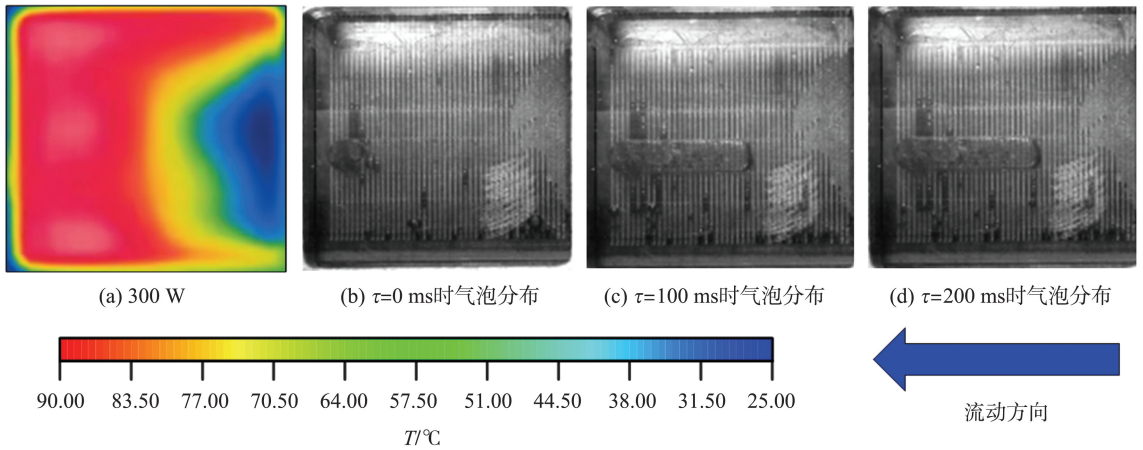 (a) 300 W
(b) τ=0 ms时气泡分布
(c) τ=100 ms时气泡分布
(d) τ=200 ms时气泡分布
90.00 83.50 77.00 70.50 64.00 57.50 51.00 44.50 38.00 31.50 25.00
T/℃
流动方向